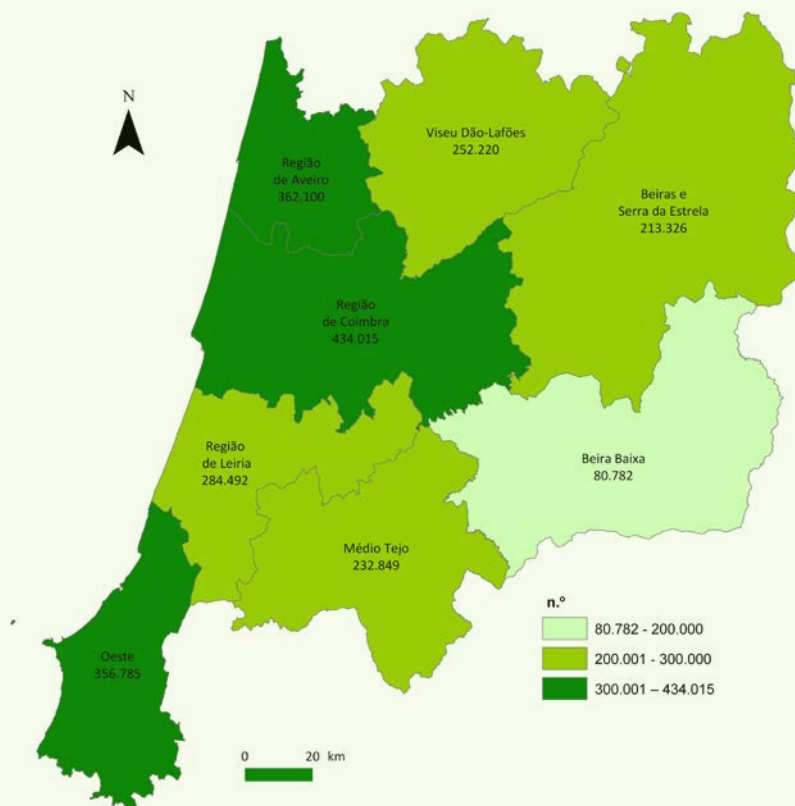 N
Região
de Aveiro
362.100
Viseu Dão-Lafões
252.220
Beiras e
Serra da Estrela
213.326
Região
de Coimbra
434.015
Região
de Leiria
284.492
Beira Baixa
80.782
Médio Tejo
232.849
Oeste
356.785
n.º
80.782 - 200.000
200.001 - 300.000
300.001 – 434.015
0 20 km